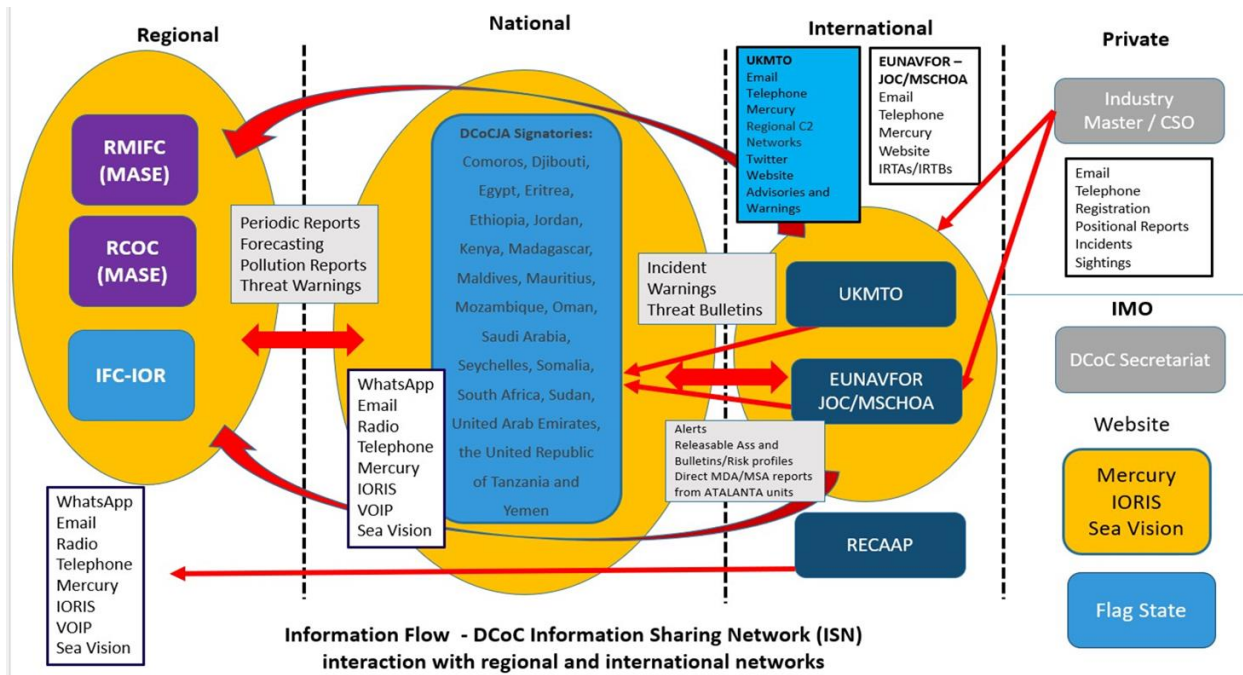 Regional
National
International
Private
RMIFC
(MASE)
RCOC
(MASE)
IFC-IOR
Periodic Reports
Forecasting
Pollution Reports
Threat Warnings
WhatsApp
Email
Radio
Telephone
Mercury
IORIS
VOIP
Sea Vision
DCoCJA Signatories:
Comoros, Djibouti,
Egypt, Eritrea,
Ethiopia, Jordan,
Kenya, Madagascar,
Maldives, Mauritius,
Mozambique, Oman,
Saudi Arabia,
Seychelles, Somalia,
South Africa, Sudan,
United Arab Emirates,
the United Republic
of Tanzania and
Yemen
WhatsApp
Email
Radio
Telephone
Mercury
IORIS
VOIP
Sea Vision
UKMTO
Email
Telephone
Mercury
Regional C2
Networks
Twitter
Website
Advisories and
Warnings
EUNAVFOR –
JOC/MSCHOA
Email
Telephone
Mercury
Website
IRTAs/IRTBs
Incident
Warnings
Threat Bulletins
UKMTO
EUNAVFOR
JOC/MSCHOA
Alerts
Releasable Ass and
Bulletins/Risk profiles
Direct MDA/MSA reports
from ATALANTA units
RECAAP
Industry
Master / CSO
Email
Telephone
Registration
Positional Reports
Incidents
Sightings
IMO
DCoC Secretariat
Website
Mercury
IORIS
Sea Vision
Flag State
Information Flow - DCoC Information Sharing Network (ISN)
interaction with regional and international networks